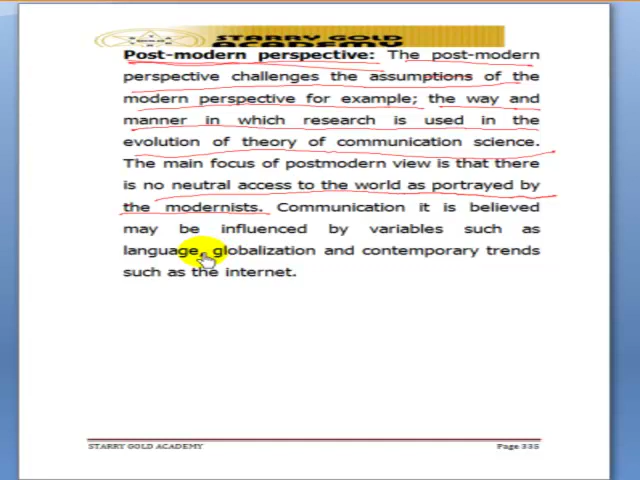 STARRY GOLD
ACADEMY
Post-modern perspective: The post-modern
perspective challenges the assumptions of the
modern perspective for example; the way and
manner in which research is used in the
evolution of theory of communication science.
The main focus of postmodern view is that there
is no neutral access to the world as portrayed by
the modernists. Communication it is believed
may be influenced by variables such as
language, globalization and contemporary trends
such as the internet.
STARRY GOLD ACADEMY Page 335